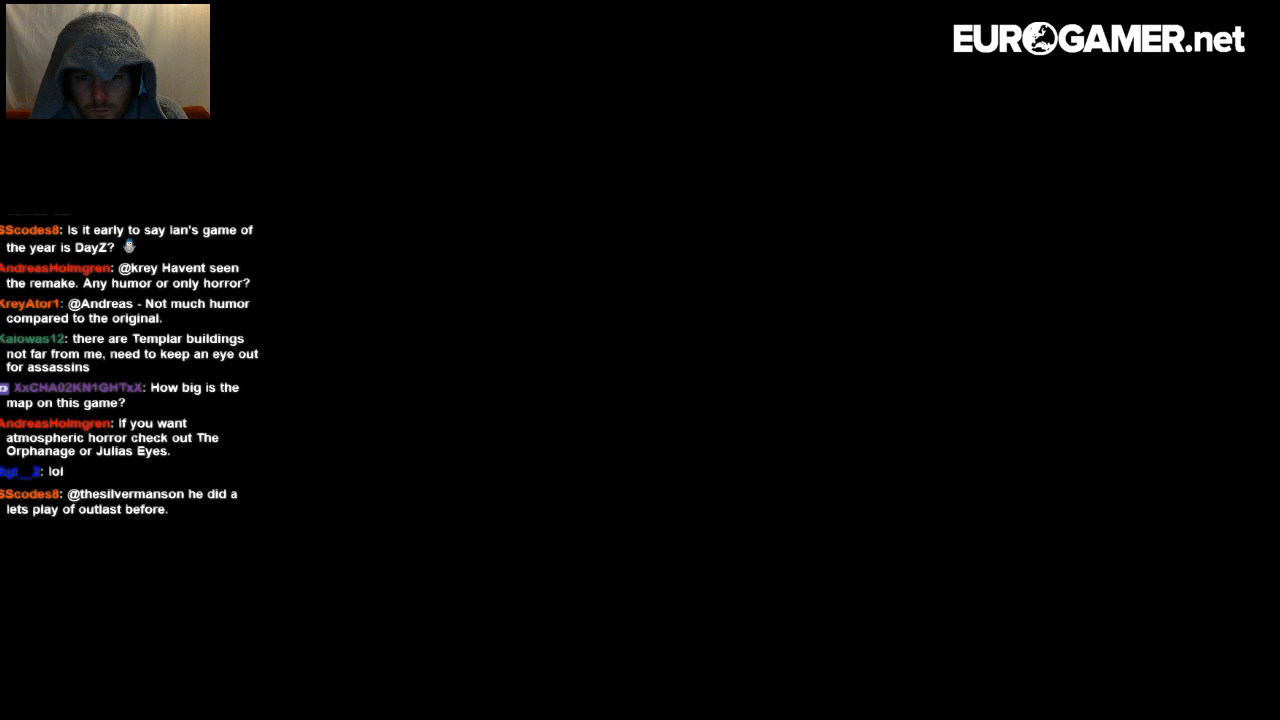 EUROGAMER.net
SScodes8: Is it early to say Ian's game of
the year is DayZ?
AndreasHolmgren: @krey Havent seen
the remake. Any humor or only horror?
KreyAtor1: @Andreas - Not much humor
compared to the original.
Kaiowas12: there are Templar buildings
not far from me, need to keep an eye out
for assassins
XxCHA02KN1GHTxX: How big is the
map on this game?
AndreasHolmgren: If you want
atmospheric horror check out The
Orphanage or Julias Eyes.
: lol
SScodes8: @thesilvermanson he did a
lets play of outlast before.